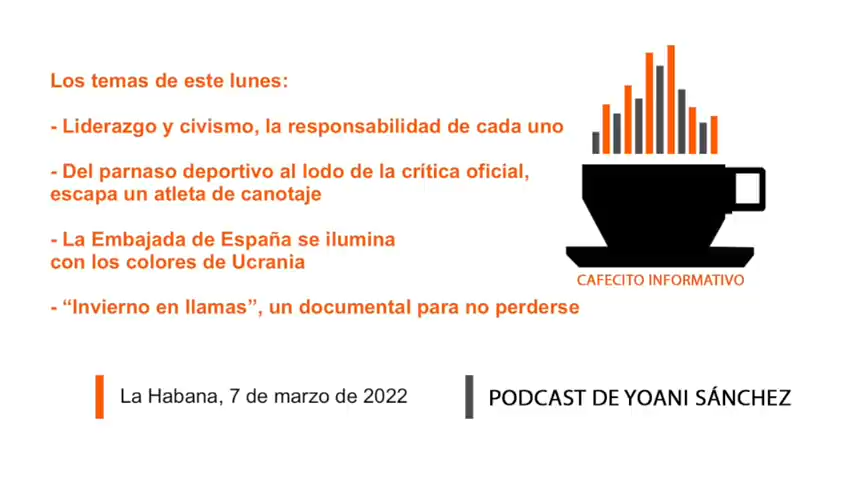 Los temas de este lunes:
- Liderazgo y civismo, la responsabilidad de cada uno
- Del parnaso deportivo al lodo de la crítica oficial,
escapa un atleta de canotaje
- La Embajada de España se ilumina
con los colores de Ucrania
- “Invierno en llamas”, un documental para no perderse
CAFECITO INFORMATIVO
La Habana, 7 de marzo de 2022
PODCAST DE YOANI SÁNCHEZ